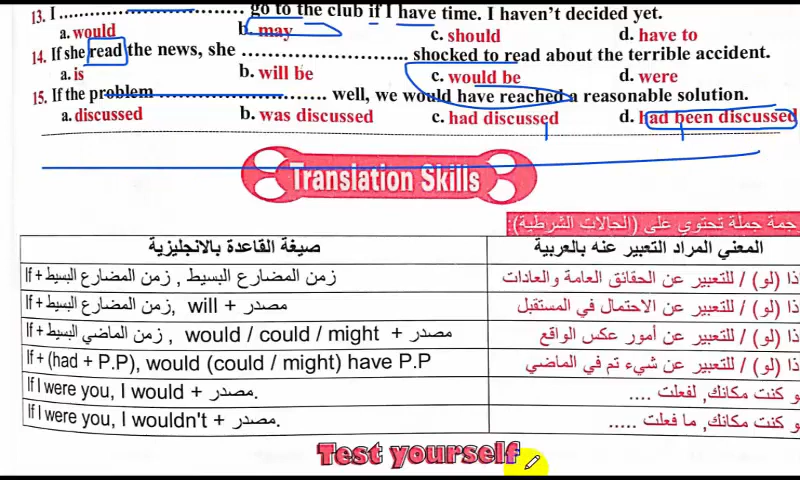 13. I ........................... go to the club if I have time. I haven't decided yet.
a. would b. may c. should d. have to
14. If she read the news, she ................................ shocked to read about the terrible accident.
a. is b. will be c. would be d. were
15. If the problem ................................ well, we would have reached a reasonable solution.
a. discussed b. was discussed c. had discussed d. had been discussed
Translation Skills
جملة تحتوي على (الحالات الشرطية):
المعني المراد التعبير عنه بالعربية صيغة القاعدة بالانجليزية
(لو) / للتعبير عن الحقائق العامة والعادات If + زمن المضارع البسيط , زمن المضارع البسيط
(لو) / للتعبير عن الاحتمال في المستقبل If + زمن المضارع البسيط, will + مصدر
(لو) / للتعبير عن أمور عكس الواقع If + زمن الماضي البسيط , would / could / might + مصدر
(لو) / للتعبير عن شيء تم في الماضي If + (had + P.P), would (could / might) have P.P
كنت مكانك, لفعلت .... If I were you, I would + مصدر.
كنت مكانك, ما فعلت ..... If I were you, I wouldn't + مصدر.
Test yourself